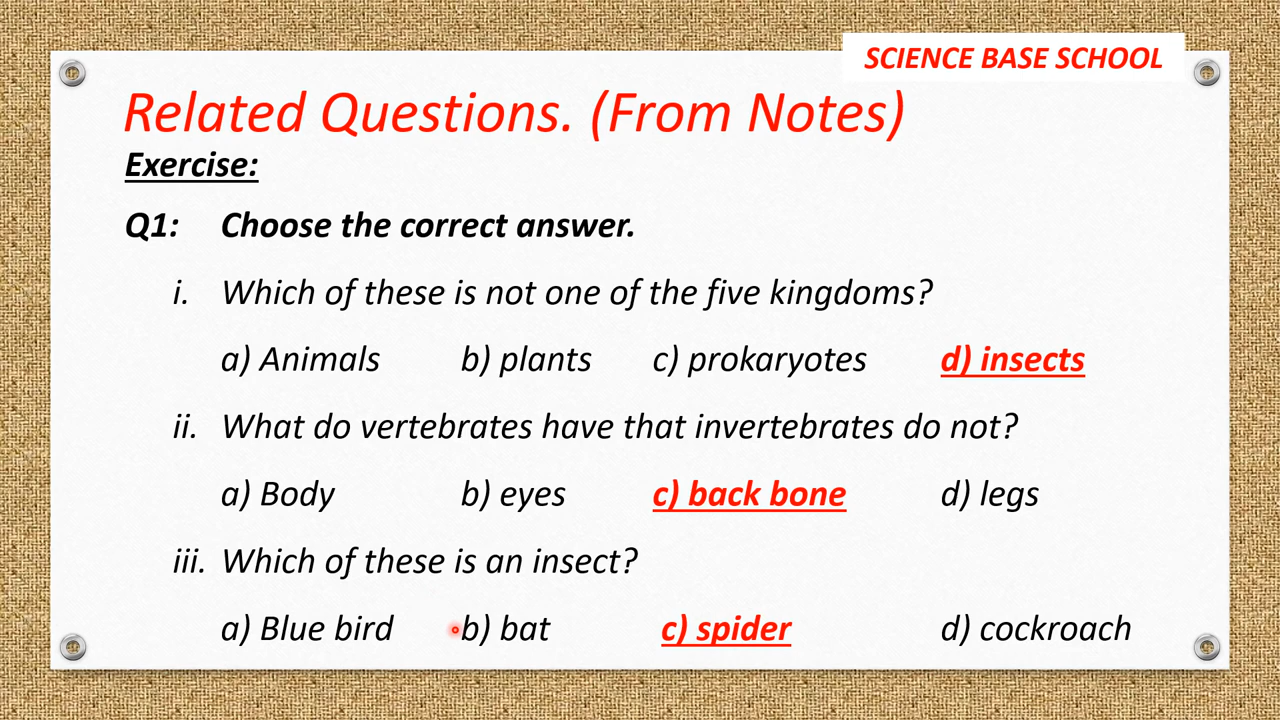 SCIENCE BASE SCHOOL
Related Questions. (From Notes)
Exercise:
Q1: Choose the correct answer.
i. Which of these is not one of the five kingdoms?
a) Animals b) plants c) prokaryotes d) insects
ii. What do vertebrates have that invertebrates do not?
a) Body b) eyes c) back bone d) legs
iii. Which of these is an insect?
a) Blue bird b) bat c) spider d) cockroach